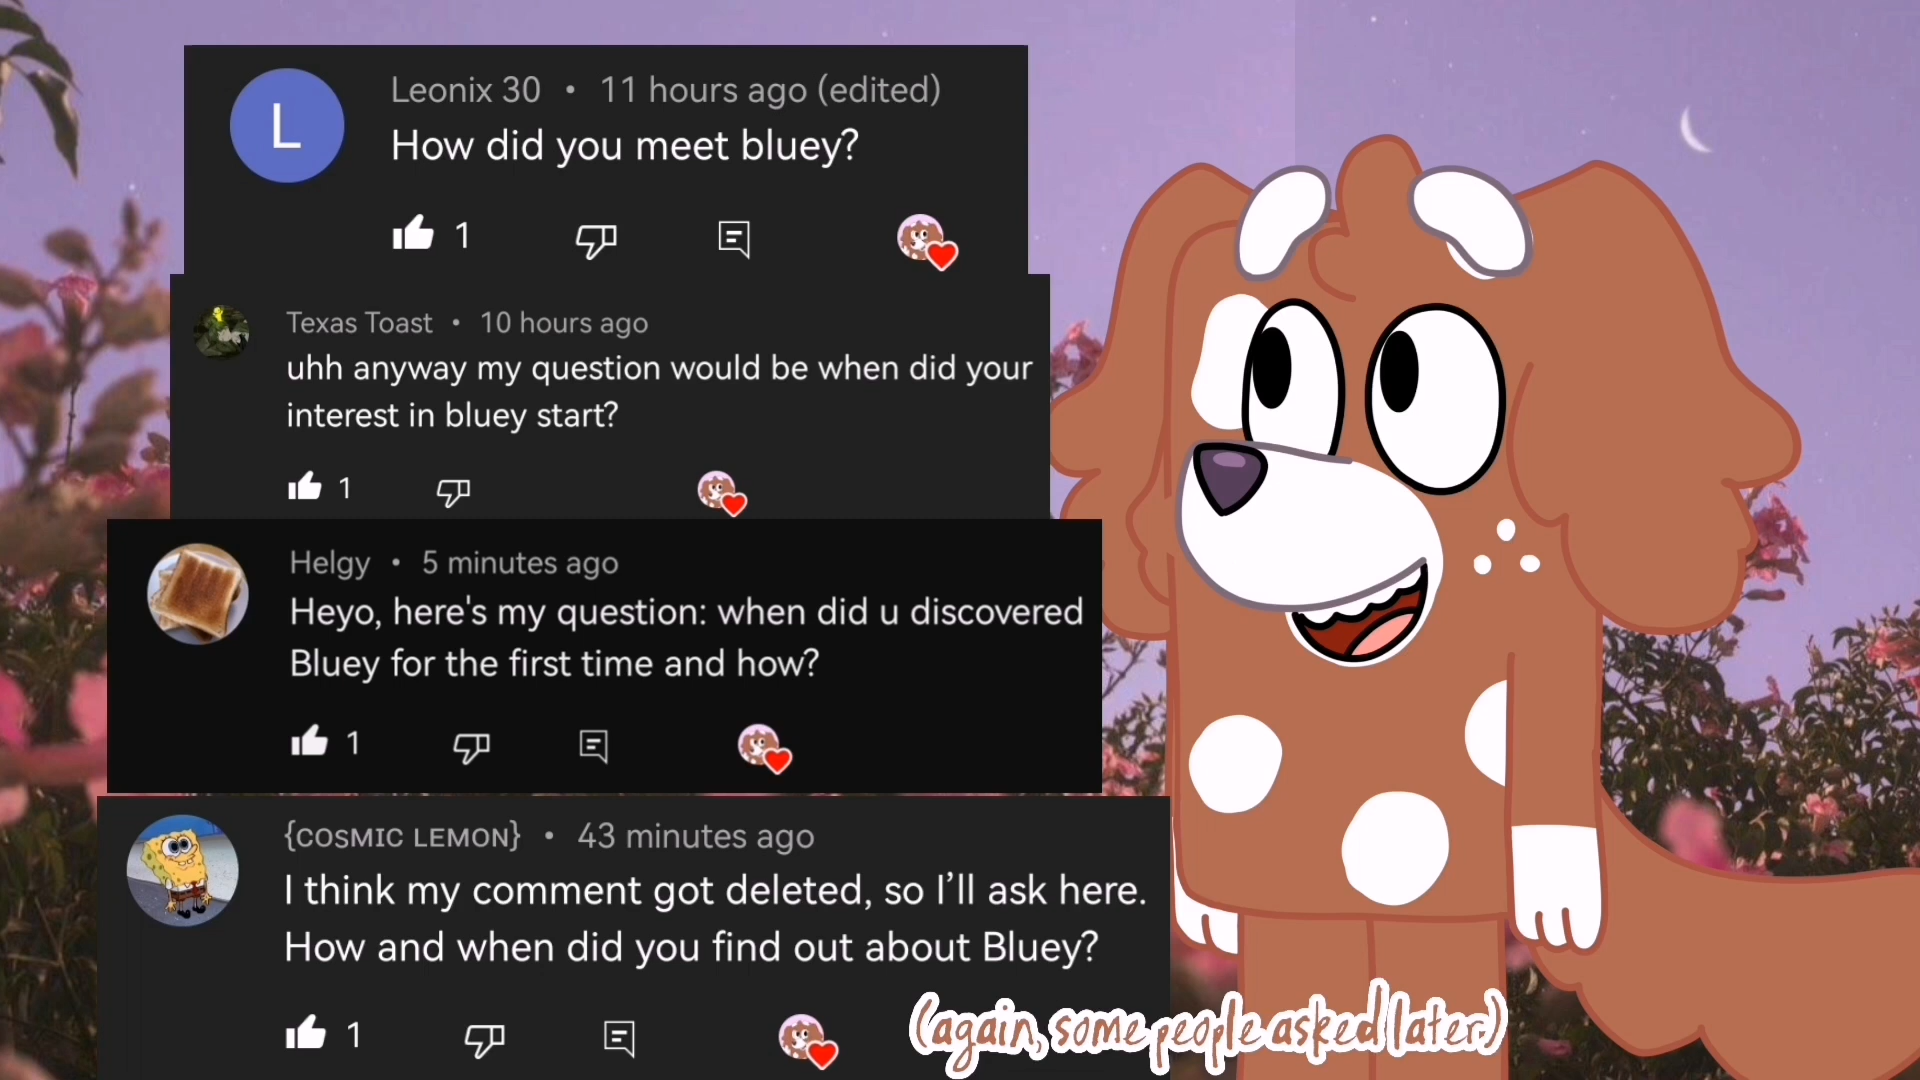 L
Leonix 30 • 11 hours ago (edited)
How did you meet bluey?
1
Texas Toast • 10 hours ago
uhh anyway my question would be when did your
interest in bluey start?
1
Helgy • 5 minutes ago
Heyo, here's my question: when did u discovered
Bluey for the first time and how?
1
{ᴄᴏsᴍɪᴄ ʟᴇᴍᴏɴ} • 43 minutes ago
I think my comment got deleted, so I’ll ask here.
How and when did you find out about Bluey?
1
(again, some people asked later)